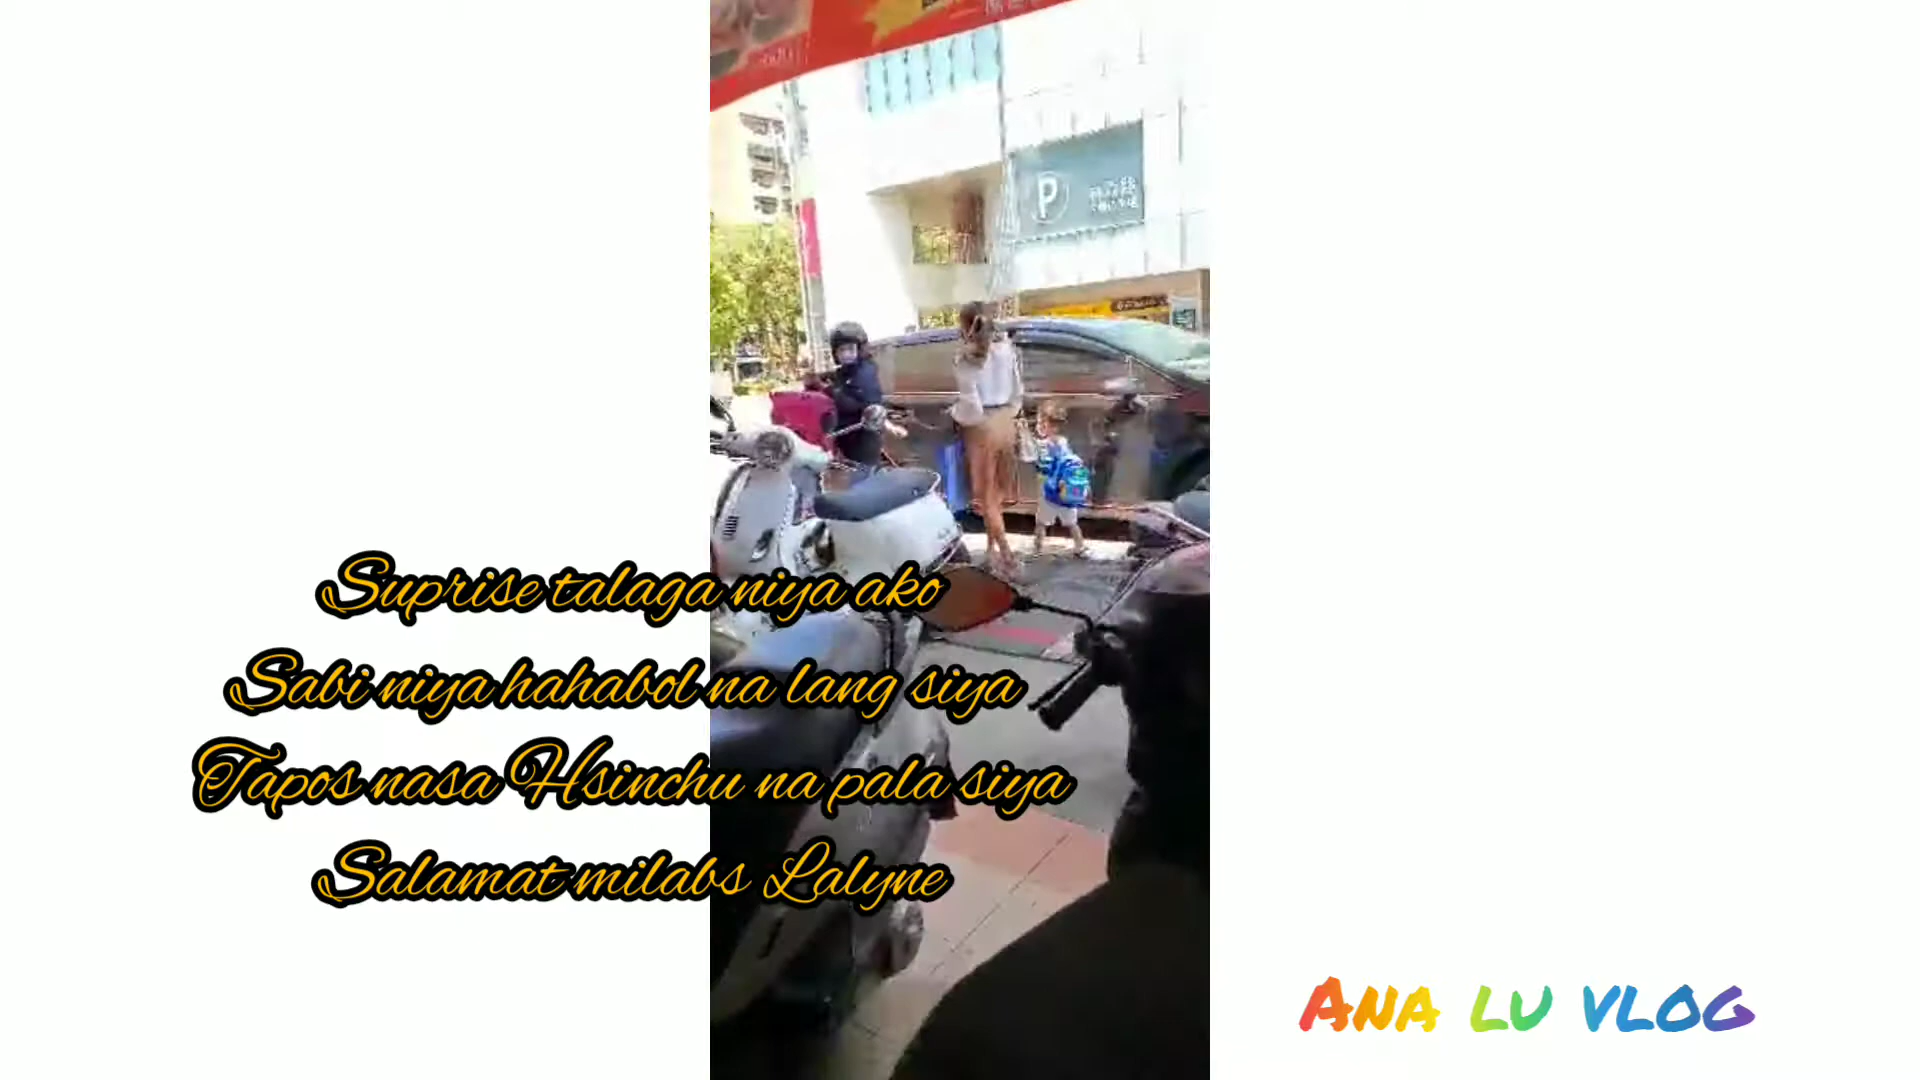 P
Suprise talaga niya ako
Sabi niya hahabol na lang siya
Tapos nasa Hsinchu na pala siya
Salamat milabs Lalyne
ANA LU VLOG